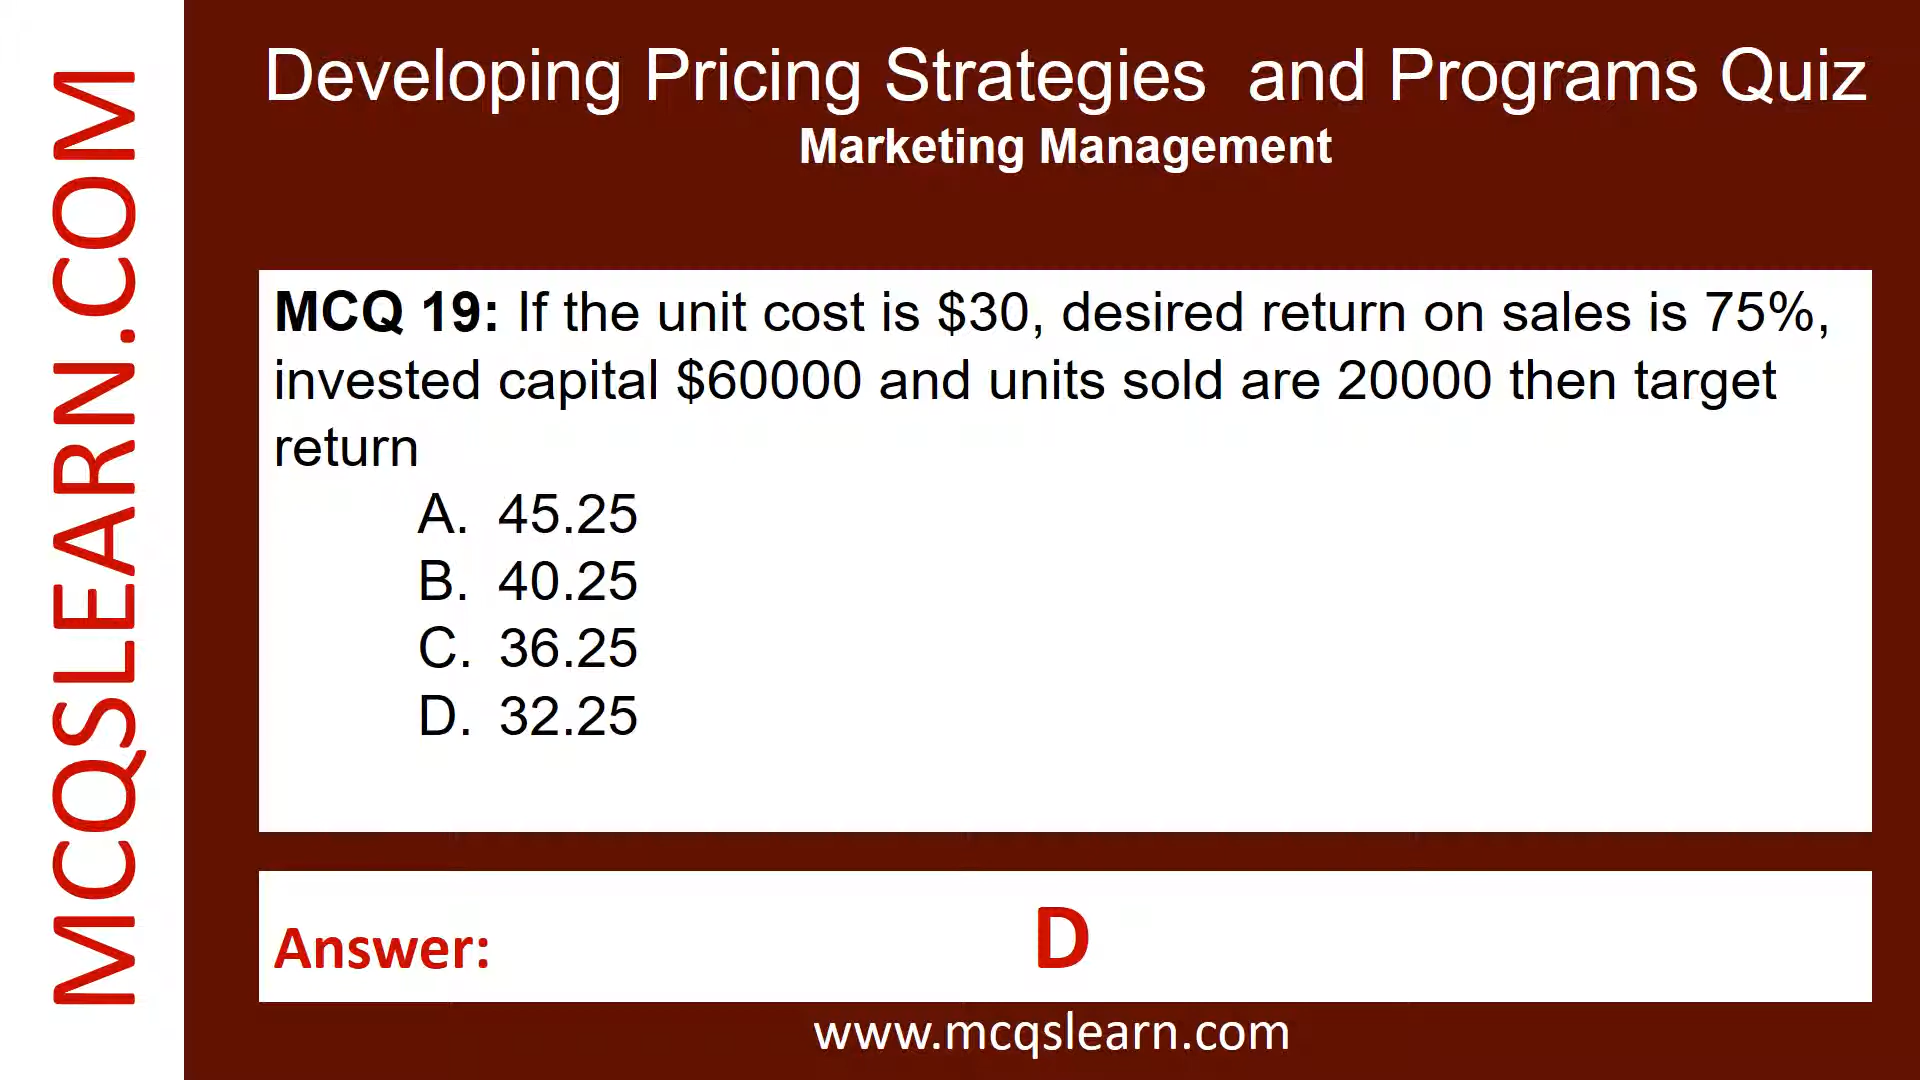 MCQSLEARN.COM
Developing Pricing Strategies and Programs Quiz
Marketing Management
MCQ 19: If the unit cost is $30, desired return on sales is 75%,
invested capital $60000 and units sold are 20000 then target
return
A. 45.25
B. 40.25
C. 36.25
D. 32.25
Answer: D
www.mcqslearn.com